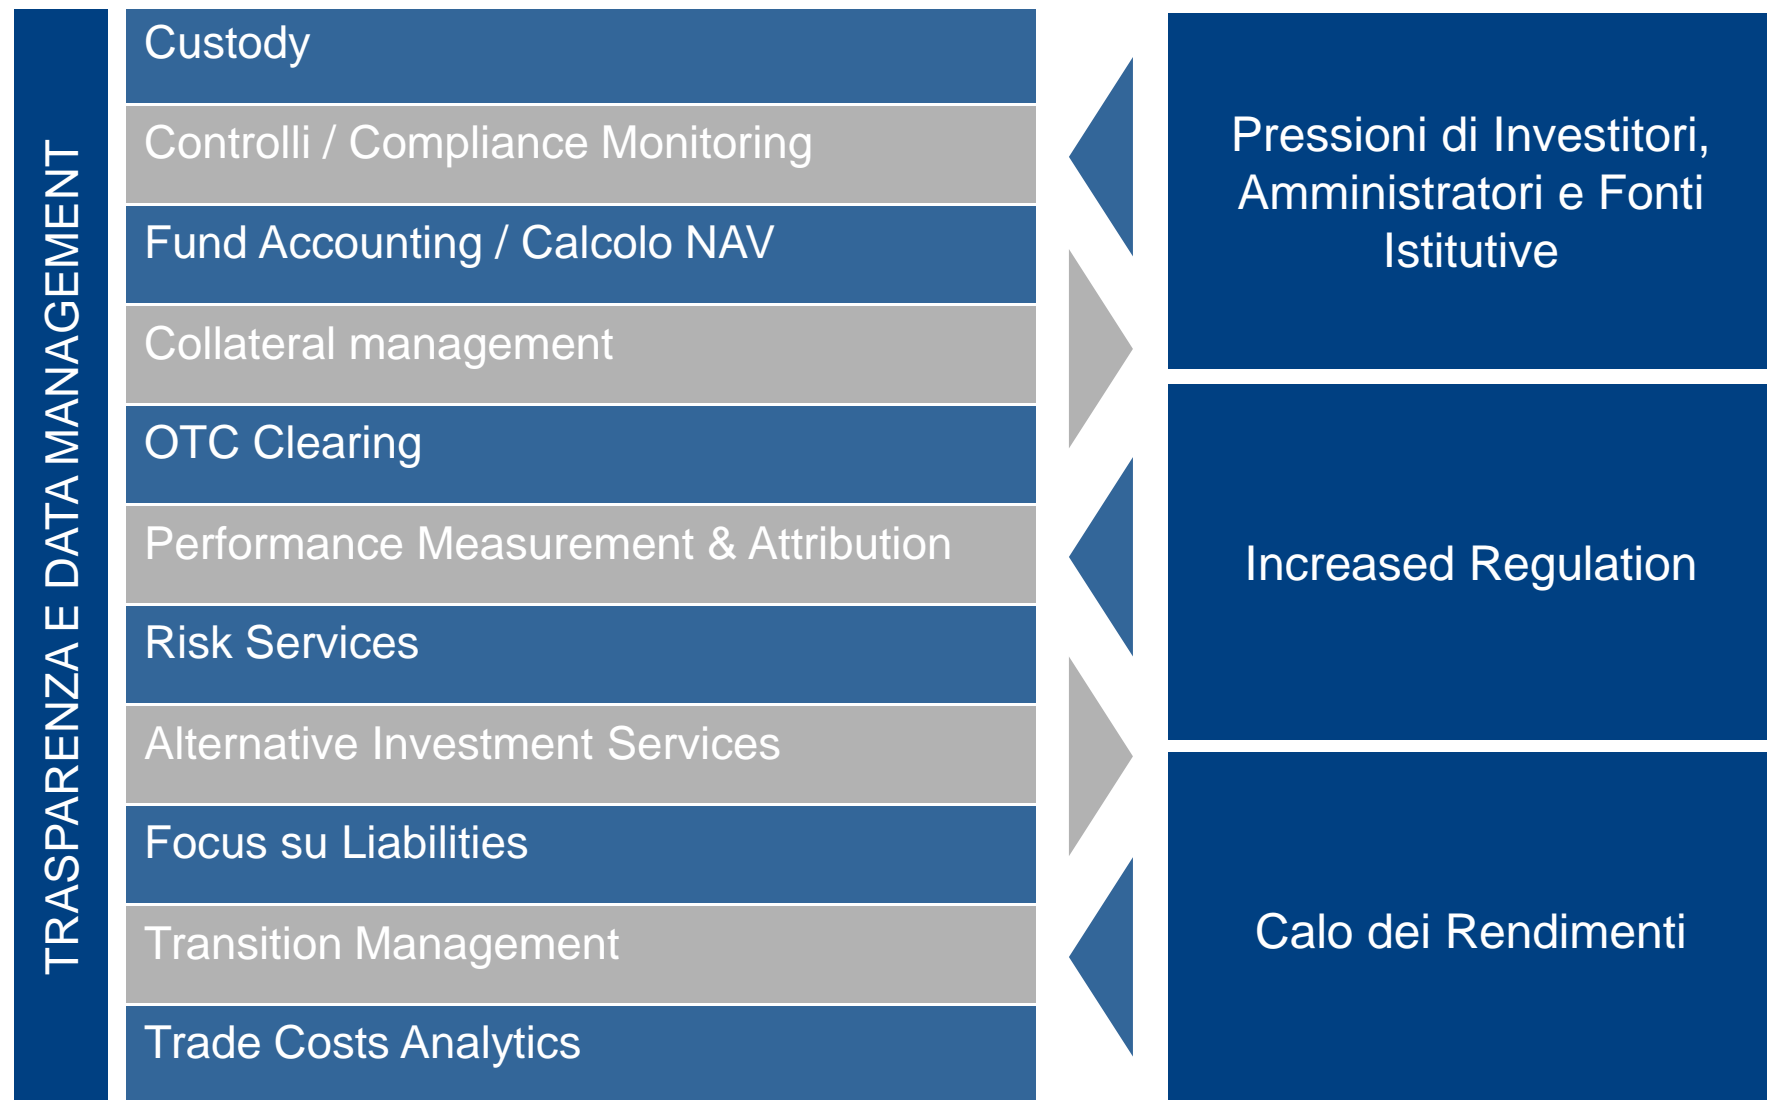 TRASPARENZA E DATA MANAGEMENT
Custody
Controlli / Compliance Monitoring
Fund Accounting / Calcolo NAV
Collateral management
OTC Clearing
Performance Measurement & Attribution
Risk Services
Alternative Investment Services
Focus su Liabilities
Transition Management
Trade Costs Analytics
Pressioni di Investitori,
Amministratori e Fonti
Istitutive
Increased Regulation
Calo dei Rendimenti